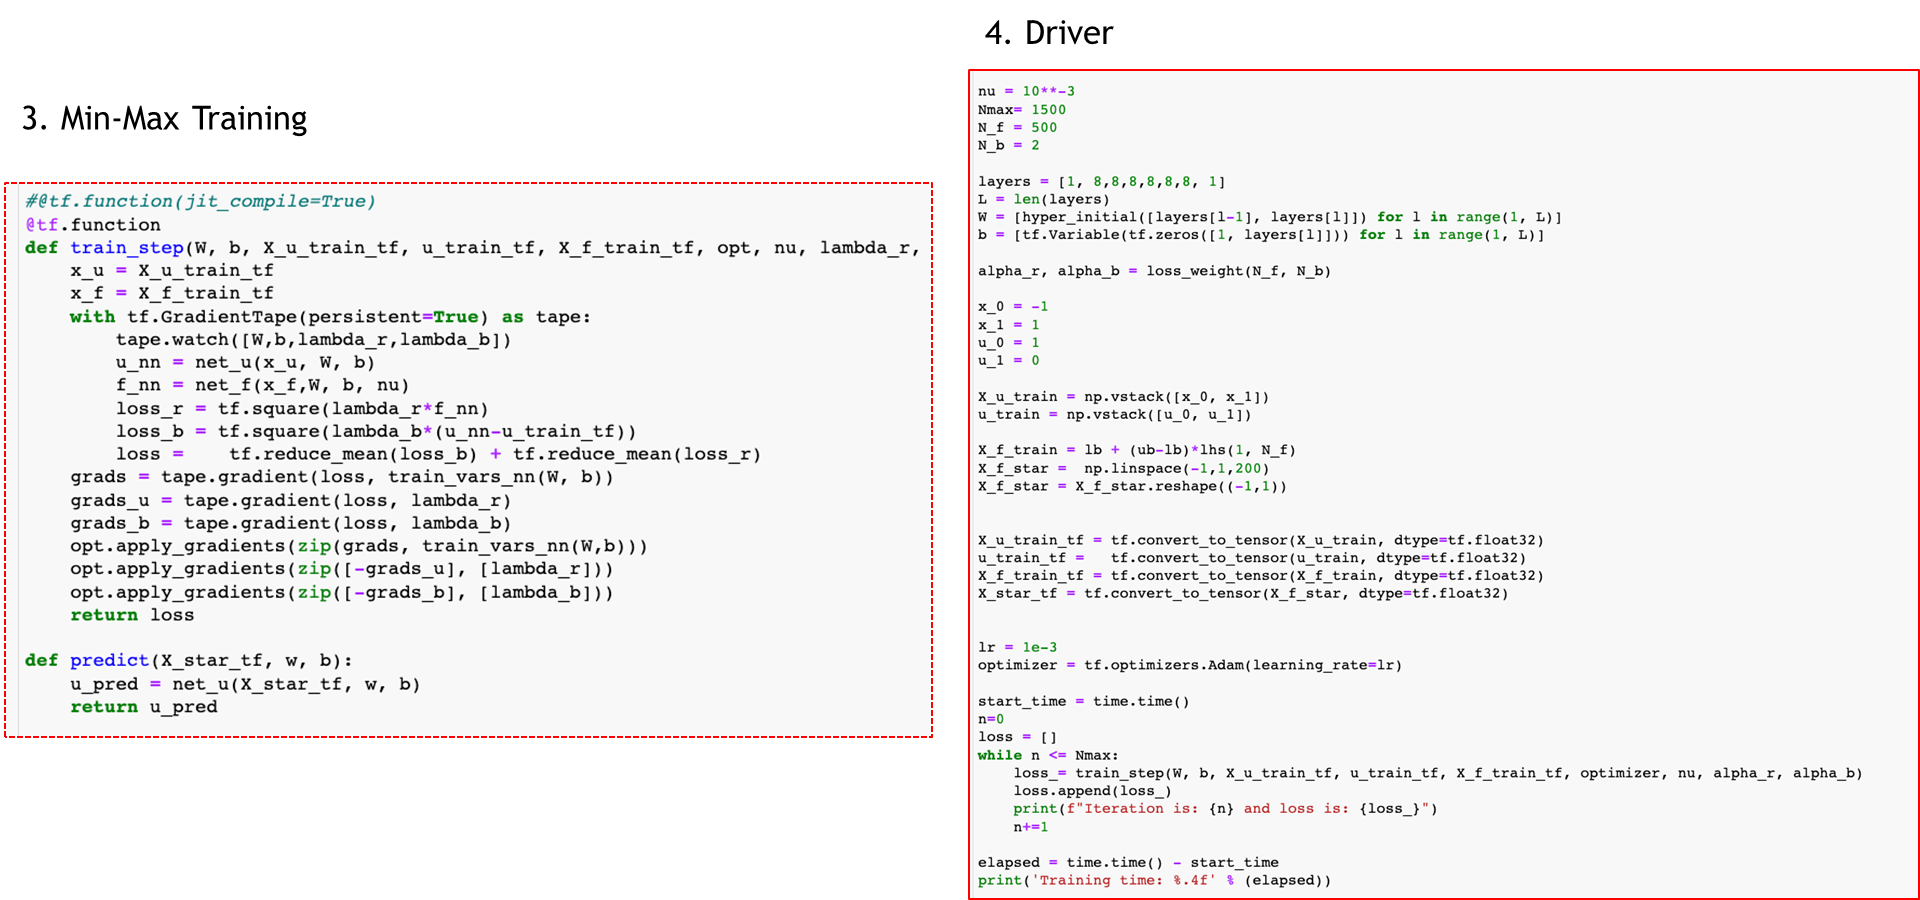 3. Min-Max Training
#@tf.function(jit_compile=True)
@tf.function
def train_step(W, b, X_u_train_tf, u_train_tf, X_f_train_tf, opt, nu, lambda_r,
    x_u = X_u_train_tf
    x_f = X_f_train_tf
    with tf.GradientTape(persistent=True) as tape:
        tape.watch([W,b,lambda_r,lambda_b])
        u_nn = net_u(x_u, W, b)
        f_nn = net_f(x_f,W, b, nu)
        loss_r = tf.square(lambda_r*f_nn)
        loss_b = tf.square(lambda_b*(u_nn-u_train_tf))
        loss =    tf.reduce_mean(loss_b) + tf.reduce_mean(loss_r)
    grads = tape.gradient(loss, train_vars_nn(W, b))
    grads_u = tape.gradient(loss, lambda_r)
    grads_b = tape.gradient(loss, lambda_b)
    opt.apply_gradients(zip(grads, train_vars_nn(W,b)))
    opt.apply_gradients(zip([-grads_u], [lambda_r]))
    opt.apply_gradients(zip([-grads_b], [lambda_b]))
    return loss
def predict(X_star_tf, w, b):
    u_pred = net_u(X_star_tf, w, b)
    return u_pred
4. Driver
nu = 10**-3
Nmax= 1500
N_f = 500
N_b = 2
layers = [1, 8,8,8,8,8,8, 1]
L = len(layers)
W = [hyper_initial([layers[l-1], layers[l]]) for l in range(1, L)]
b = [tf.Variable(tf.zeros([1, layers[l]])) for l in range(1, L)]
alpha_r, alpha_b = loss_weight(N_f, N_b)
x_0 = -1
x_1 = 1
u_0 = 1
u_1 = 0
X_u_train = np.vstack([x_0, x_1])
u_train = np.vstack([u_0, u_1])
X_f_train = lb + (ub-lb)*lhs(1, N_f)
X_f_star =  np.linspace(-1,1,200)
X_f_star = X_f_star.reshape((-1,1))
X_u_train_tf = tf.convert_to_tensor(X_u_train, dtype=tf.float32)
u_train_tf =   tf.convert_to_tensor(u_train, dtype=tf.float32)
X_f_train_tf = tf.convert_to_tensor(X_f_train, dtype=tf.float32)
X_star_tf = tf.convert_to_tensor(X_f_star, dtype=tf.float32)
lr = 1e-3
optimizer = tf.optimizers.Adam(learning_rate=lr)
start_time = time.time()
n=0
loss = []
while n <= Nmax:
    loss_= train_step(W, b, X_u_train_tf, u_train_tf, X_f_train_tf, optimizer, nu, alpha_r, alpha_b)
    loss.append(loss_)
    print(f"Iteration is: {n} and loss is: {loss_}")
    n+=1
elapsed = time.time() - start_time
print('Training time: %.4f' % (elapsed))